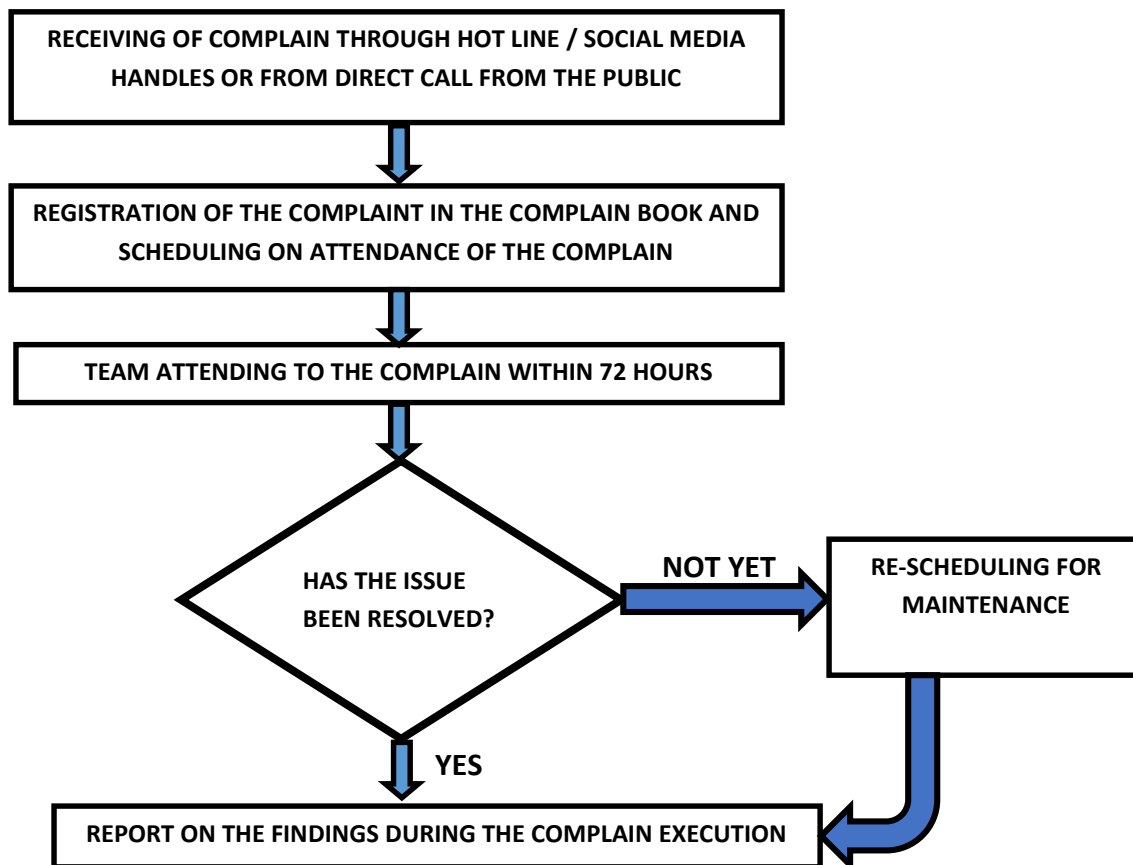 RECEIVING OF COMPLAIN THROUGH HOT LINE / SOCIAL MEDIA
HANDLES OR FROM DIRECT CALL FROM THE PUBLIC
REGISTRATION OF THE COMPLAINT IN THE COMPLAIN BOOK AND
SCHEDULING ON ATTENDANCE OF THE COMPLAIN
TEAM ATTENDING TO THE COMPLAIN WITHIN 72 HOURS
HAS THE ISSUE
BEEN RESOLVED?
NOT YET
RE-SCHEDULING FOR
MAINTENANCE
YES
REPORT ON THE FINDINGS DURING THE COMPLAIN EXECUTION